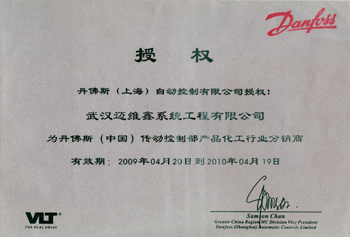 Danfoss
授 权
丹佛斯（上海）自动控制有限公司授权：
武汉迈维鑫系统工程有限公司
为丹佛斯（中国）传动控制部产品化工行业分销商
有效期：2009年04月20日到2010年04月19日
Samson Chan
Greater China Region MC Division Vice President
Danfoss (Shanghai) Automatic Controls Limited
VLT
THE REAL DRIVE